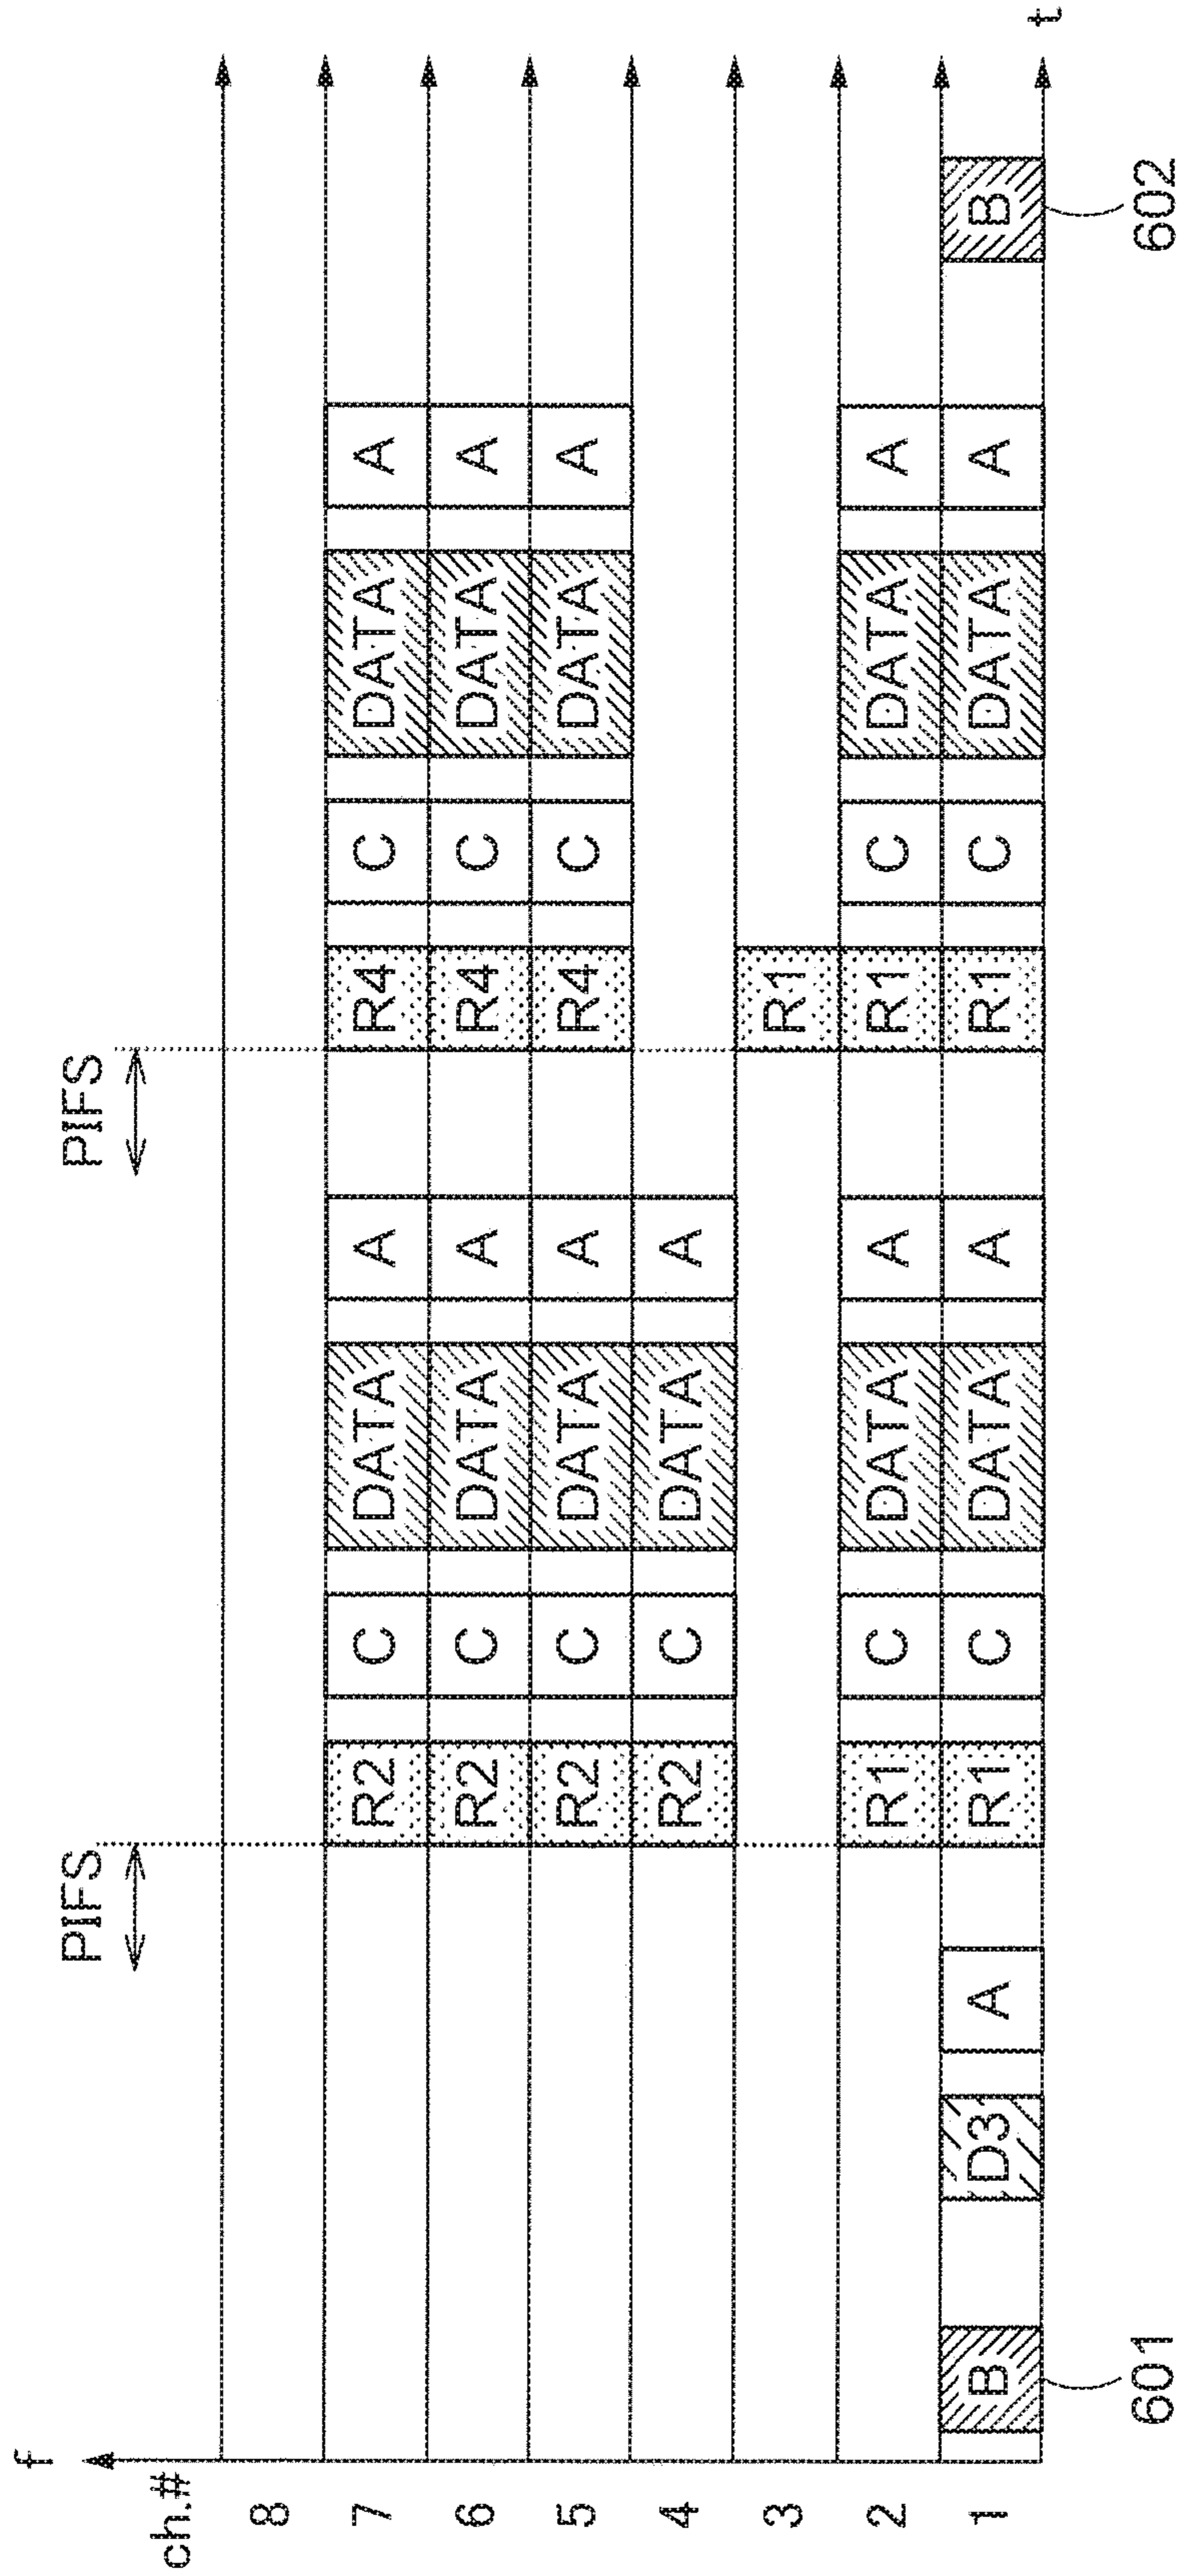 f
PIFS PIFS
ch.#
8
7 R2 C DATA A R4 C DATA A
6 R2 C DATA A R4 C DATA A
5 R2 C DATA A R4 C DATA A
4 R2 C DATA A
3 R1
2 R1 C DATA A R1 C DATA A
1 B D3 A R1 C DATA A R1 C DATA A B
t
601 602